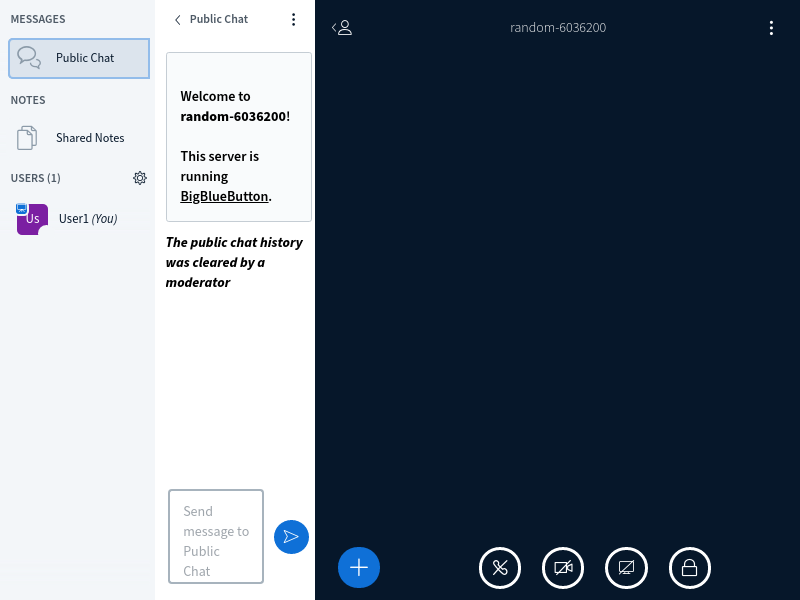 MESSAGES
Public Chat
NOTES
Shared Notes
USERS (1)
Us
User1 (You)
Public Chat
Welcome to
random-6036200!
This server is
running
BigBlueButton.
The public chat history
was cleared by a
moderator
Send
message to
Public
Chat
random-6036200